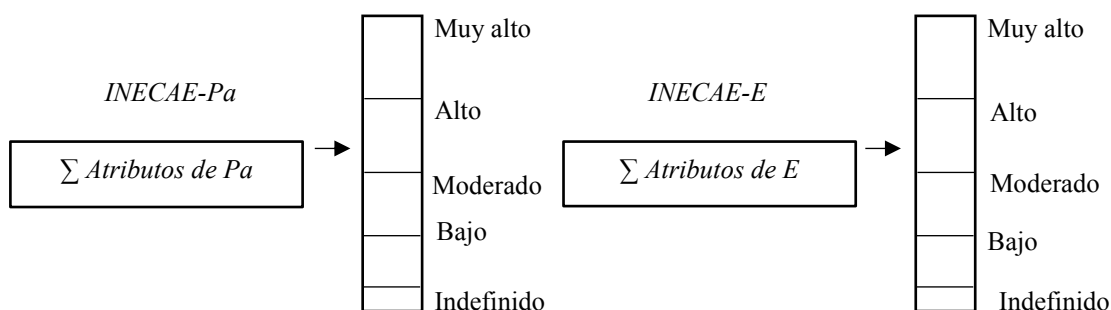 INECAE-Pa
∑ Atributos de Pa
Muy alto
Alto
Moderado
Bajo
Indefinido
INECAE-E
∑ Atributos de E
Muy alto
Alto
Moderado
Bajo
Indefinido